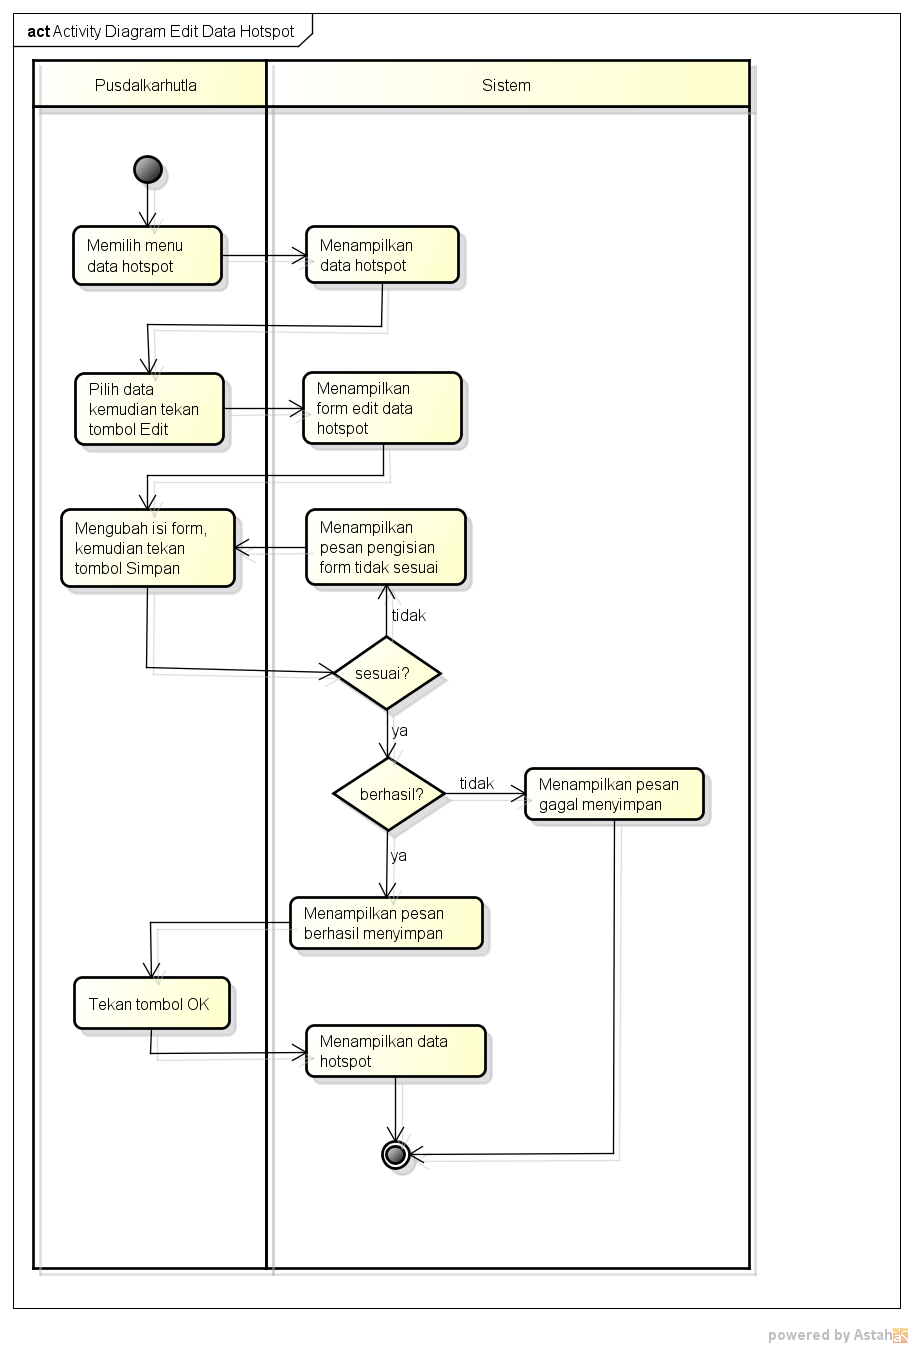 act Activity Diagram Edit Data Hotspot
Pusdalkarhutla
Sistem
Memilih menu
data hotspot
Menampilkan
data hotspot
Pilih data
kemudian tekan
tombol Edit
Menampilkan
form edit data
hotspot
Mengubah isi form,
kemudian tekan
tombol Simpan
Menampilkan
pesan pengisian
form tidak sesuai
tidak
sesuai?
ya
berhasil?
tidak
Menampilkan pesan
gagal menyimpan
ya
Menampilkan pesan
berhasil menyimpan
Tekan tombol OK
Menampilkan data
hotspot
powered by Astah